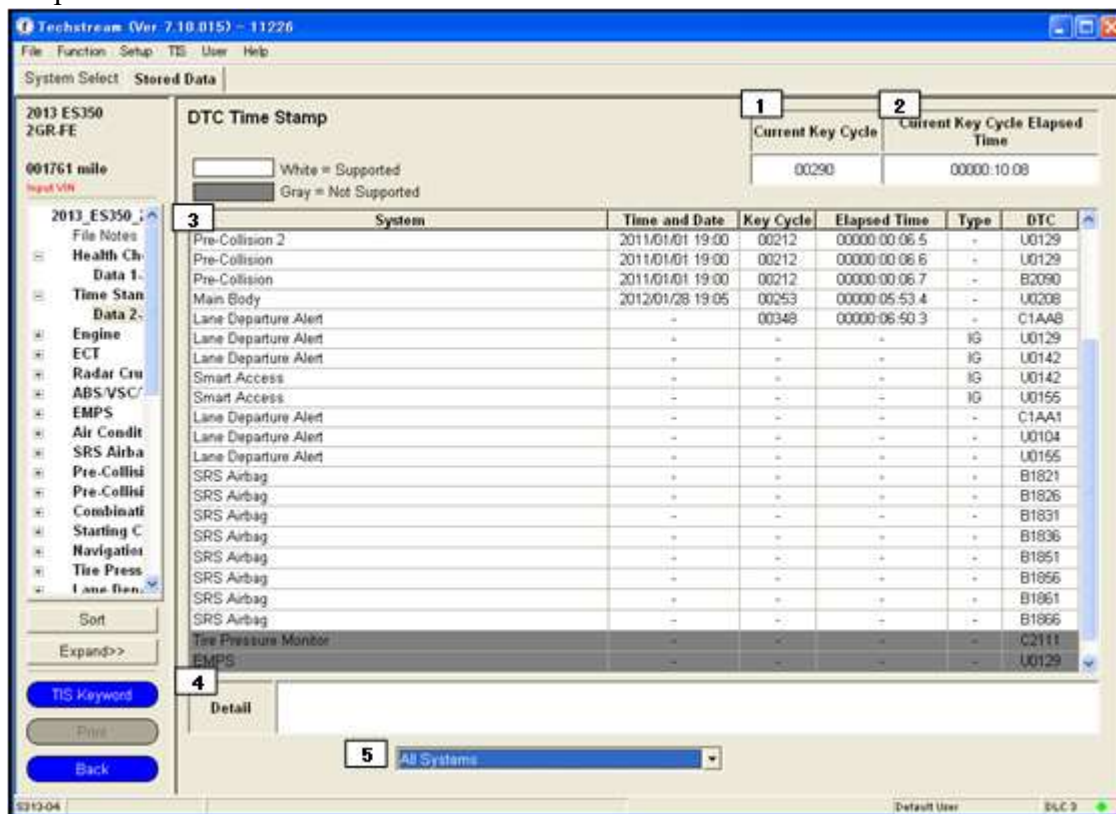 Techstream (Ver 7.10.015) - 11226
File Function Setup TIS User Help
System Select Stored Data
2013 ES350
2GR-FE
001761 mile
Input VIN
DTC Time Stamp
White = Supported
Gray = Not Supported
1
Current Key Cycle
00290
2
Current Key Cycle Elapsed Time
00000:10:08
2013_ES350_
File Notes
Health Ch
Data 1-
Time Stan
Data 2-
Engine
ECT
Radar Cru
ABS/VSC/
EMPS
Air Condit
SRS Airba
Pre-Collisi
Pre-Collisi
Combinati
Starting C
Navigation
Tire Press
Lane Dep
Sort
Expand>>
TIS Keyword
Print
Back
3
System Time and Date Key Cycle Elapsed Time Type DTC
Pre-Collision 2 2011/01/01 19:00 00212 00000:00:06.5 - U0129
Pre-Collision 2011/01/01 19:00 00212 00000:00:06.6 - U0129
Pre-Collision 2011/01/01 19:00 00212 00000:00:06.7 - B2090
Main Body 2012/01/28 19:05 00253 00000:05:53.4 - U0208
Lane Departure Alert - 00348 00000:06:50.3 - C1AA8
Lane Departure Alert - - - IG U0129
Lane Departure Alert - - - IG U0142
Smart Access - - - IG U0142
Smart Access - - - IG U0155
Lane Departure Alert - - - - C1AA1
Lane Departure Alert - - - - U0104
Lane Departure Alert - - - - U0155
SRS Airbag - - - - B1821
SRS Airbag - - - - B1826
SRS Airbag - - - - B1831
SRS Airbag - - - - B1836
SRS Airbag - - - - B1851
SRS Airbag - - - - B1856
SRS Airbag - - - - B1861
SRS Airbag - - - - B1866
Tire Pressure Monitor - - - - C2111
EMPS - - - - U0129
4
Detail
5
All Systems
S313-04
Default User
DLC 3